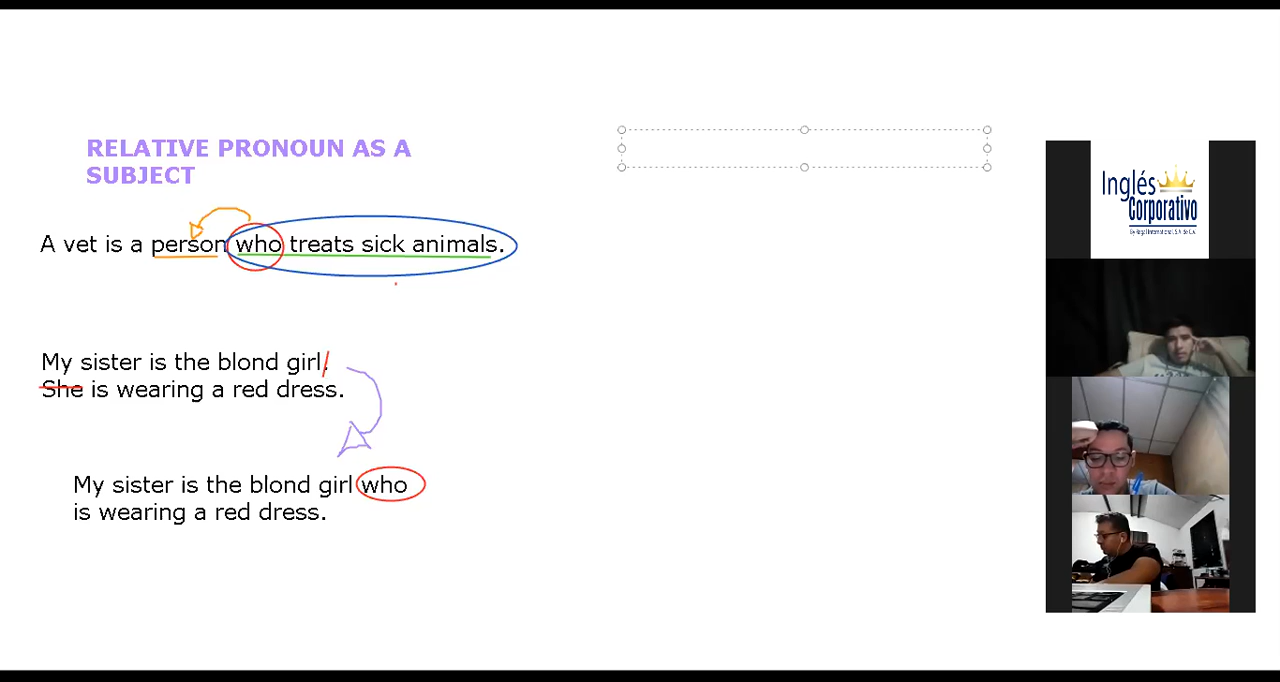 RELATIVE PRONOUN AS A
SUBJECT
A vet is a person who treats sick animals.
My sister is the blond girl.
She is wearing a red dress.
My sister is the blond girl who
is wearing a red dress.
Inglés
Corporativo